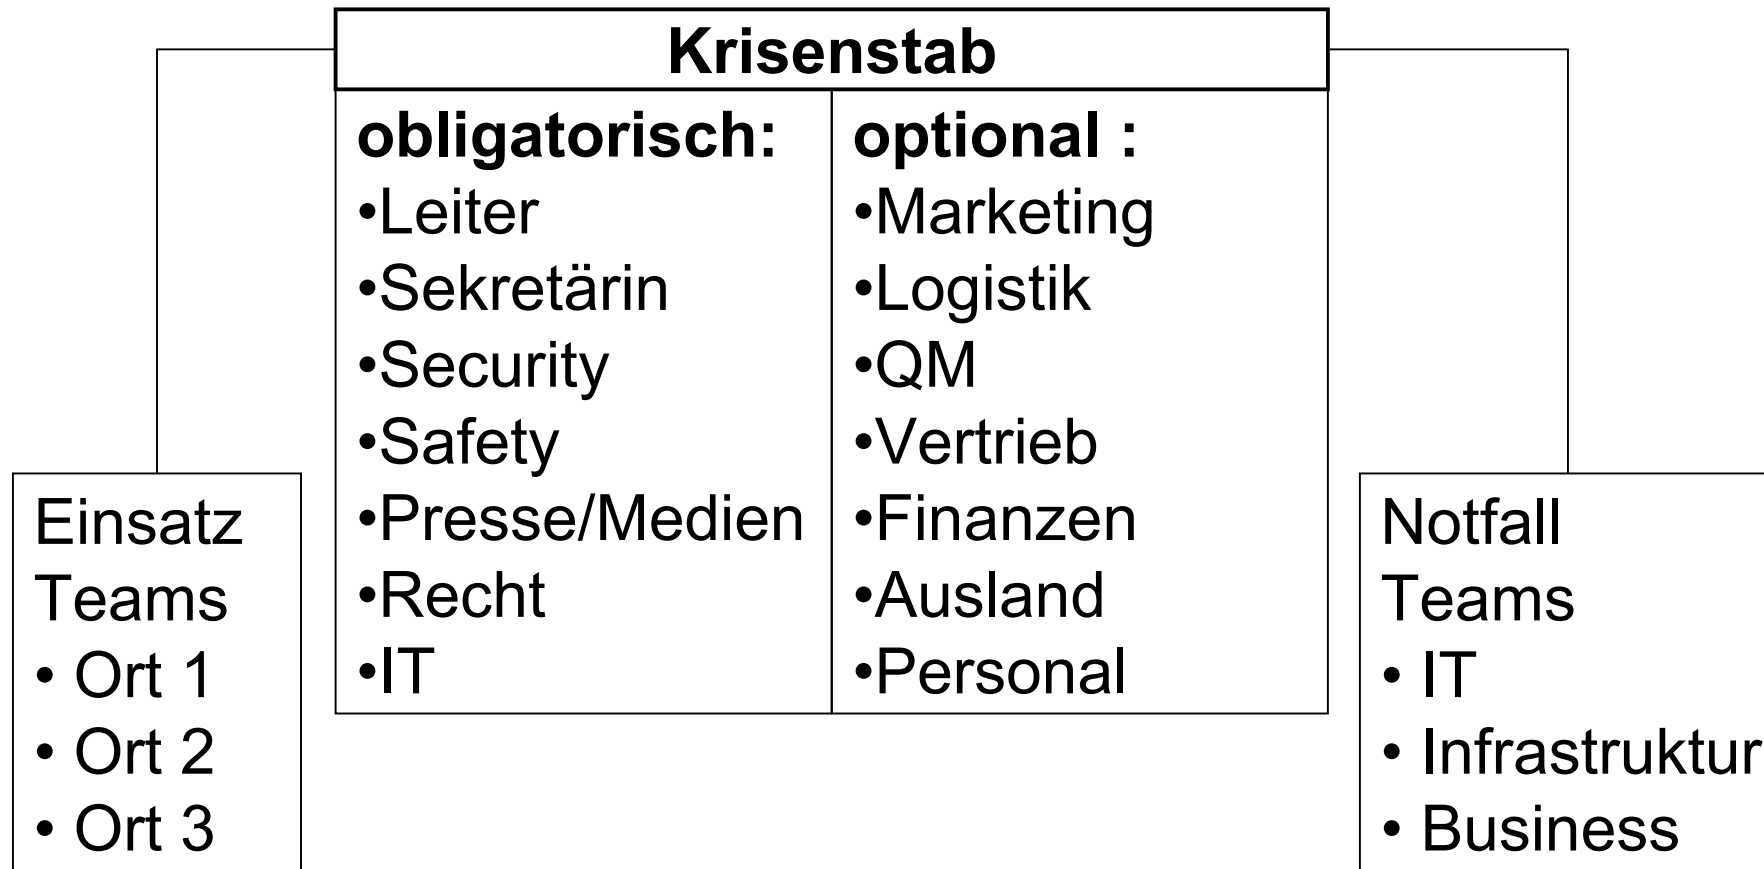 Krisenstab
obligatorisch:
•Leiter
•Sekretärin
•Security
•Safety
•Presse/Medien
•Recht
•IT
optional :
•Marketing
•Logistik
•QM
•Vertrieb
•Finanzen
•Ausland
•Personal
Einsatz
Teams
• Ort 1
• Ort 2
• Ort 3
Notfall
Teams
• IT
• Infrastruktur
• Business